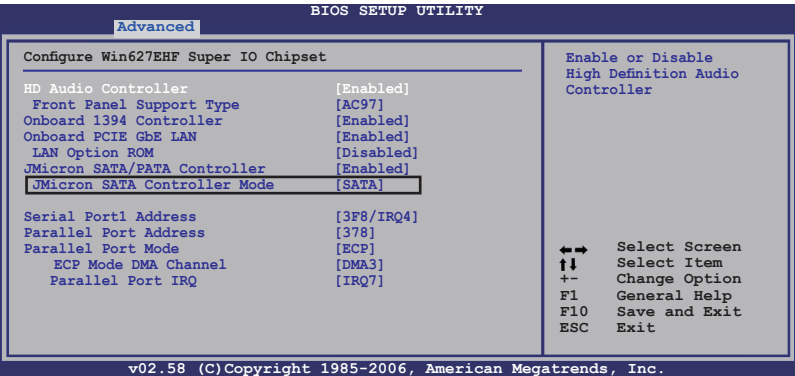 BIOS SETUP UTILITY
Advanced
Configure Win627EHF Super IO Chipset
HD Audio Controller [Enabled]
Front Panel Support Type [AC97]
Onboard 1394 Controller [Enabled]
Onboard PCIE GbE LAN [Enabled]
LAN Option ROM [Disabled]
JMicron SATA/PATA Controller [Enabled]
JMicron SATA Controller Mode [SATA]
Serial Port1 Address [3F8/IRQ4]
Parallel Port Address [378]
Parallel Port Mode [ECP]
ECP Mode DMA Channel [DMA3]
Parallel Port IRQ [IRQ7]
Enable or Disable
High Definition Audio
Controller
←→ Select Screen
↑↓ Select Item
+- Change Option
F1 General Help
F10 Save and Exit
ESC Exit
v02.58 (C)Copyright 1985-2006, American Megatrends, Inc.